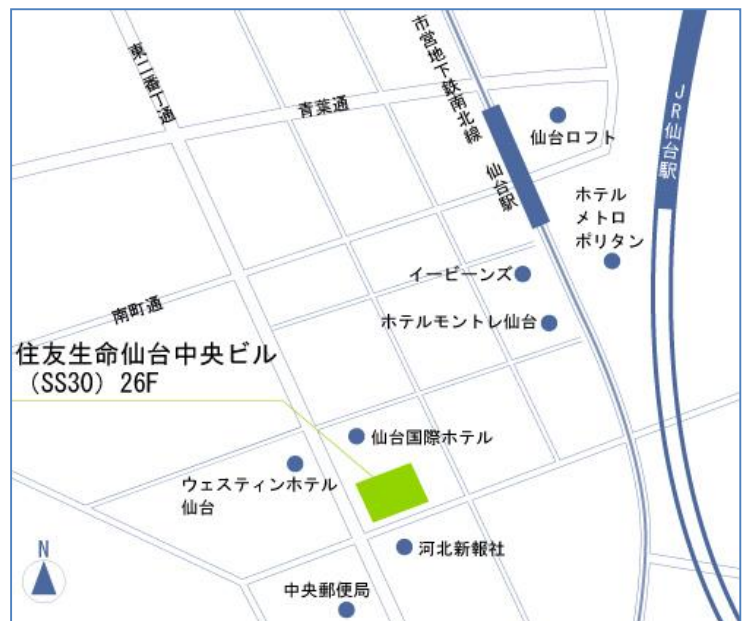 東二番丁通
市営地下鉄南北線 仙台駅
JR仙台駅
青葉通
仙台ロフト
ホテル
メトロ
ポリタン
イービーンズ
ホテルモントレ仙台
南町通
住友生命仙台中央ビル
(SS30) 26F
仙台国際ホテル
ウェスティンホテル
仙台
河北新報社
中央郵便局
N